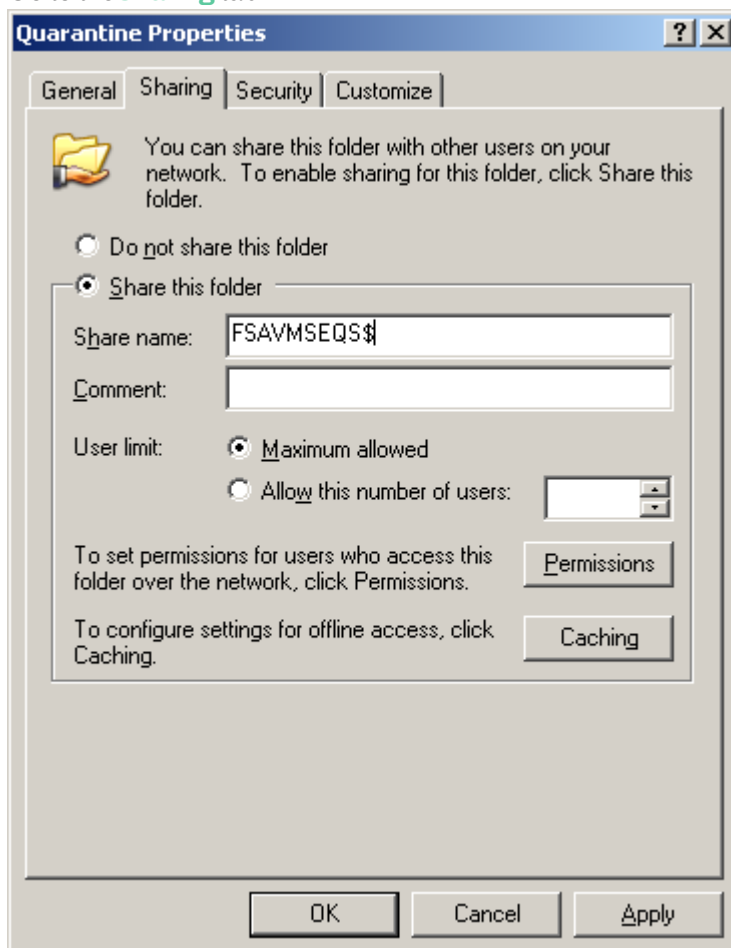 Quarantine Properties
General Sharing Security Customize
You can share this folder with other users on your
network. To enable sharing for this folder, click Share this
folder.
Do not share this folder
Share this folder
Share name: FSAVMSEQS$
Comment:
User limit: Maximum allowed
Allow this number of users:
To set permissions for users who access this
folder over the network, click Permissions.
Permissions
To configure settings for offline access, click
Caching.
Caching
OK Cancel Apply